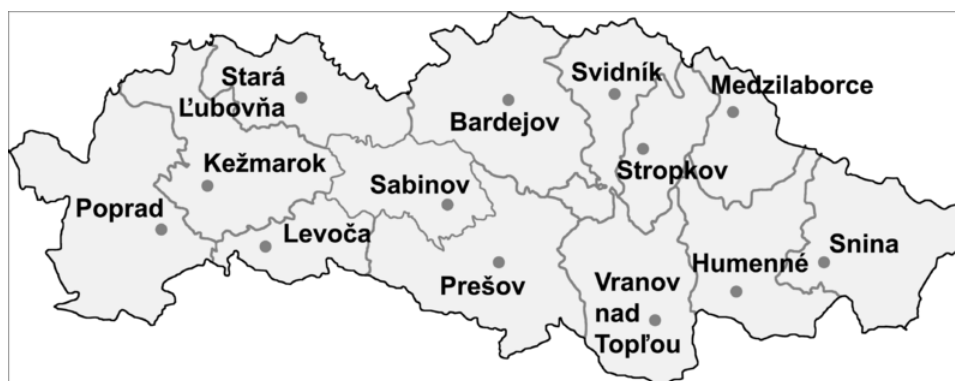 Stará
Ľubovňa
Svidník
Medzilaborce
Bardejov
Kežmarok
Stropkov
Sabinov
Poprad
Levoča
Snina
Humenné
Prešov
Vranov
nad
Topľou